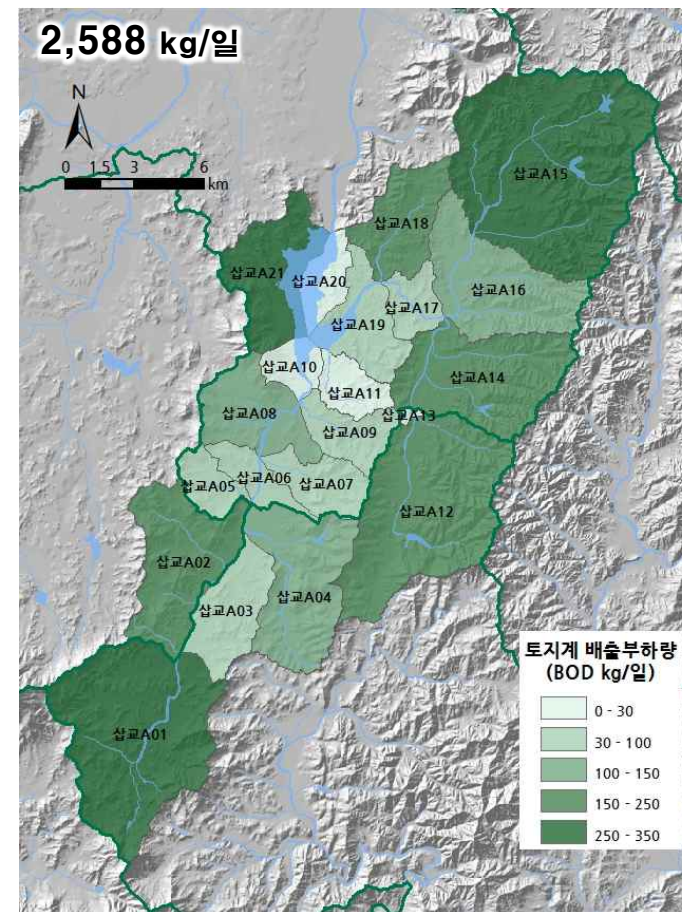 2,588 kg/일
N
0 1.5 3 6
km
삽교A15
삽교A18
삽교A21
삽교A20
삽교A17
삽교A16
삽교A19
삽교A10
삽교A14
삽교A11
삽교A08
삽교A13
삽교A09
삽교A06
삽교A05
삽교A07
삽교A12
삽교A02
삽교A03
삽교A04
삽교A01
토지계 배출부하량
(BOD kg/일)
0 - 30
30 - 100
100 - 150
150 - 250
250 - 350